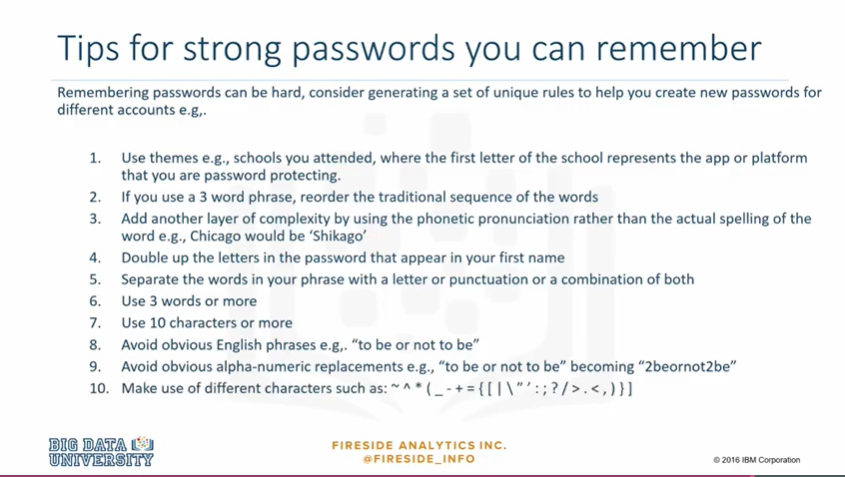 Tips for strong passwords you can remember
Remembering passwords can be hard, consider generating a set of unique rules to help you create new passwords for
different accounts e.g,.
1. Use themes e.g., schools you attended, where the first letter of the school represents the app or platform
that you are password protecting.
2. If you use a 3 word phrase, reorder the traditional sequence of the words
3. Add another layer of complexity by using the phonetic pronunciation rather than the actual spelling of the
word e.g., Chicago would be ‘Shikago’
4. Double up the letters in the password that appear in your first name
5. Separate the words in your phrase with a letter or punctuation or a combination of both
6. Use 3 words or more
7. Use 10 characters or more
8. Avoid obvious English phrases e.g,. “to be or not to be”
9. Avoid obvious alpha-numeric replacements e.g., “to be or not to be” becoming “2beornot2be”
10. Make use of different characters such as: ~ ^ * ( _ - + = { [ | \ ” ’ : ; ? / > . < , ) } ]
BIG DATA
UNIVERSITY
FIRESIDE ANALYTICS INC.
@FIRESIDE_INFO
© 2016 IBM Corporation